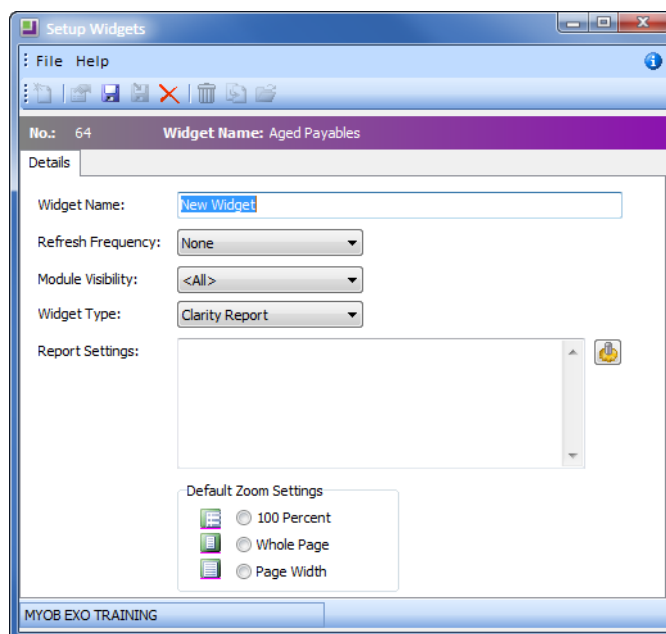 Setup Widgets
File Help
No.: 64 Widget Name: Aged Payables
Details
Widget Name: New Widget
Refresh Frequency: None
Module Visibility: <All>
Widget Type: Clarity Report
Report Settings:
Default Zoom Settings
100 Percent
Whole Page
Page Width
MYOB EXO TRAINING